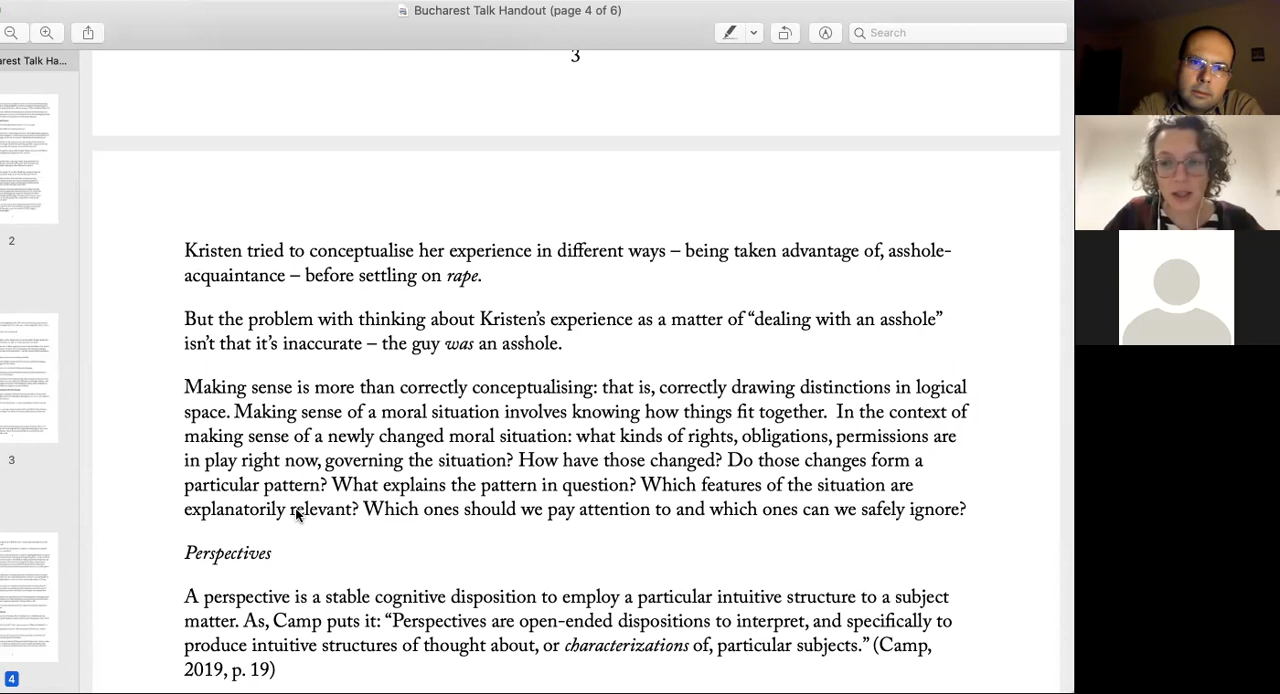 Bucharest Talk Handout (page 4 of 6)
Search
arest Talk Ha...
2
3
4
3
Kristen tried to conceptualise her experience in different ways – being taken advantage of, asshole-
acquaintance – before settling on rape.
But the problem with thinking about Kristen's experience as a matter of “dealing with an asshole”
isn't that it's inaccurate – the guy was an asshole.
Making sense is more than correctly conceptualising: that is, correctly drawing distinctions in logical
space. Making sense of a moral situation involves knowing how things fit together. In the context of
making sense of a newly changed moral situation: what kinds of rights, obligations, permissions are
in play right now, governing the situation? How have those changed? Do those changes form a
particular pattern? What explains the pattern in question? Which features of the situation are
explanatorily relevant? Which ones should we pay attention to and which ones can we safely ignore?
Perspectives
A perspective is a stable cognitive disposition to employ a particular intuitive structure to a subject
matter. As, Camp puts it: “Perspectives are open-ended dispositions to interpret, and specifically to
produce intuitive structures of thought about, or characterizations of, particular subjects.” (Camp,
2019, p. 19)